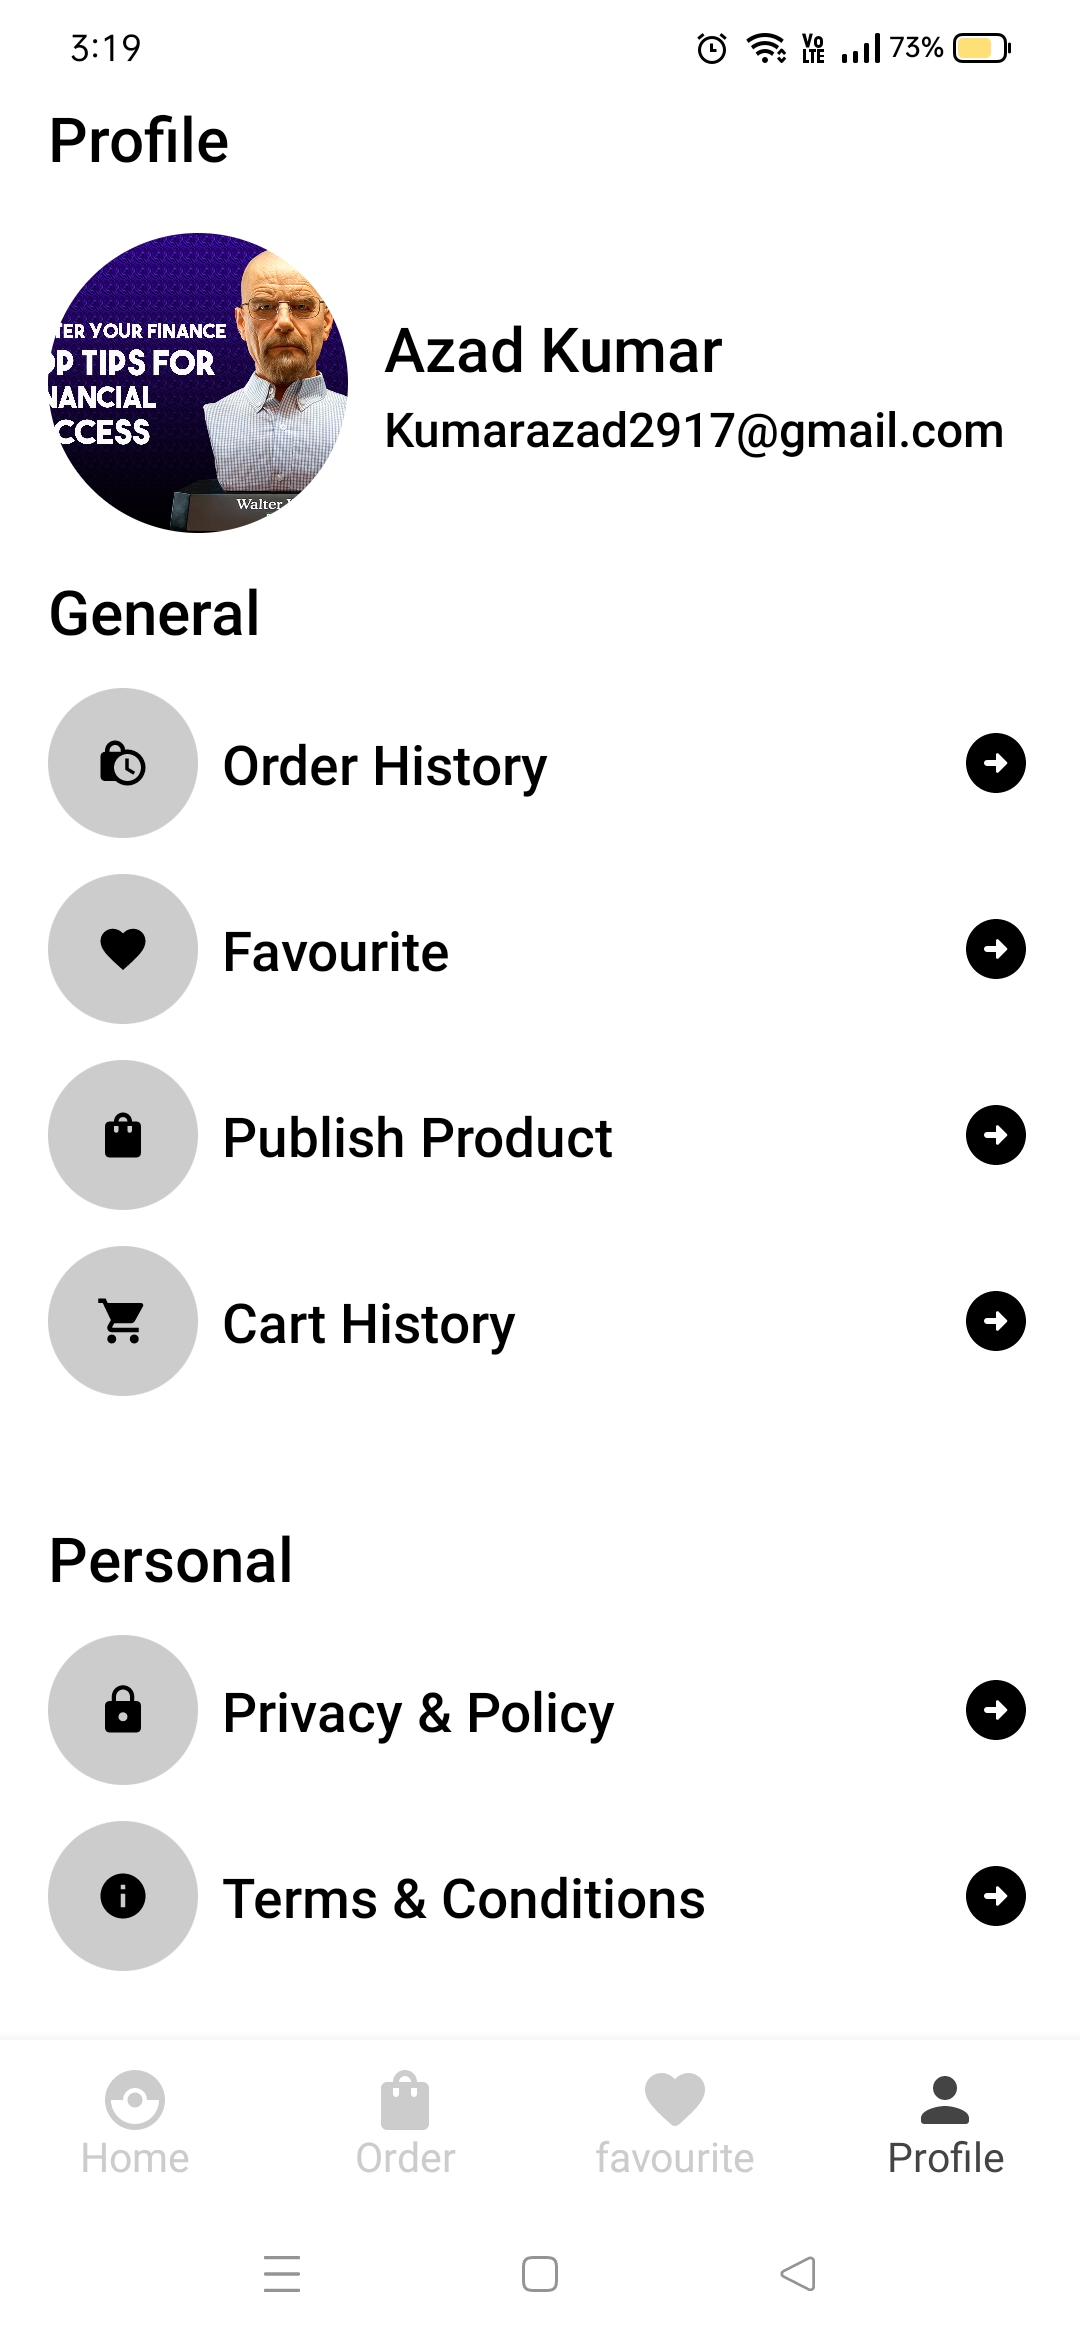 3:19
Vo LTE 73%
Profile
TER YOUR FINANCE
OP TIPS FOR
NANCIAL
CCESS
Walter
Azad Kumar
Kumarazad2917@gmail.com
General
Order History
Favourite
Publish Product
Cart History
Personal
Privacy & Policy
Terms & Conditions
Home
Order
favourite
Profile